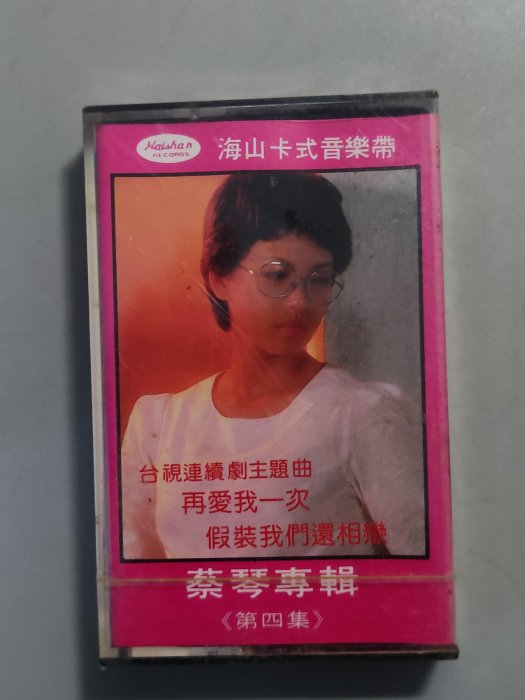 Haishan
RECORDS
海山卡式音樂帶
台視連續劇主題曲
再愛我一次
假裝我們還相戀
蔡琴專輯
《第四集》